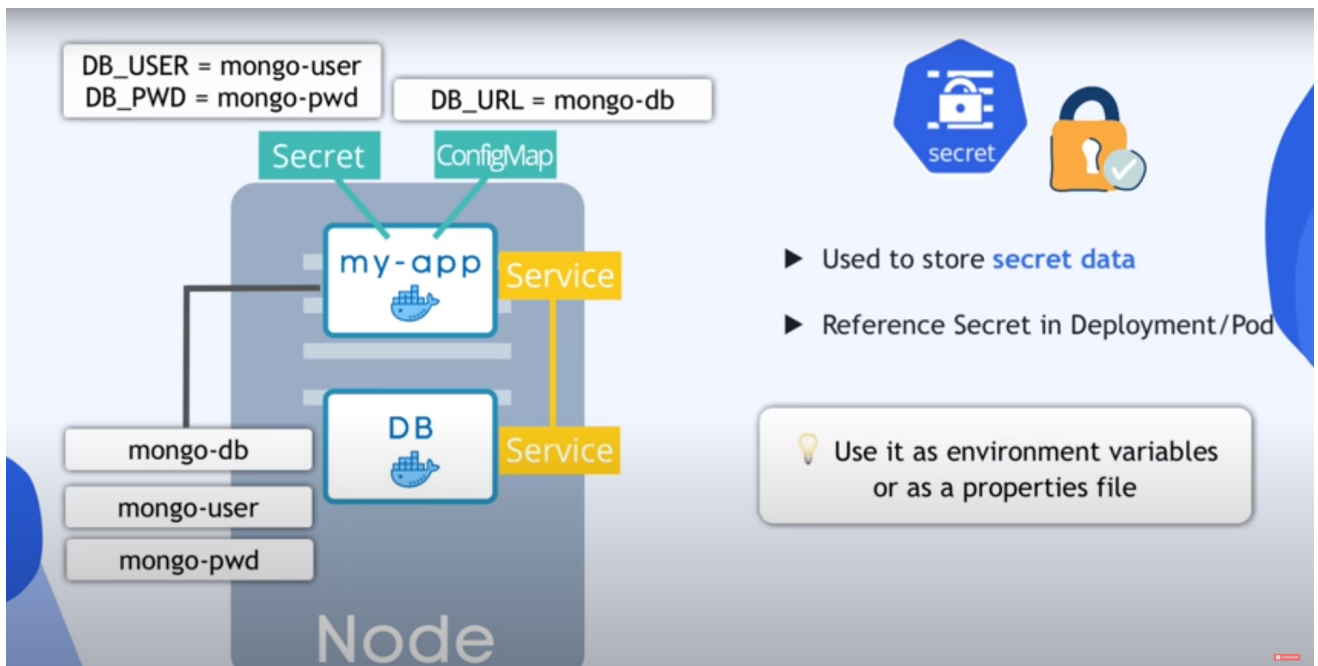 DB_USER = mongo-user
DB_PWD = mongo-pwd
DB_URL = mongo-db
Secret
ConfigMap
my-app
Service
DB
Service
mongo-db
mongo-user
mongo-pwd
Node
secret
Used to store secret data
Reference Secret in Deployment/Pod
Use it as environment variables
or as a properties file